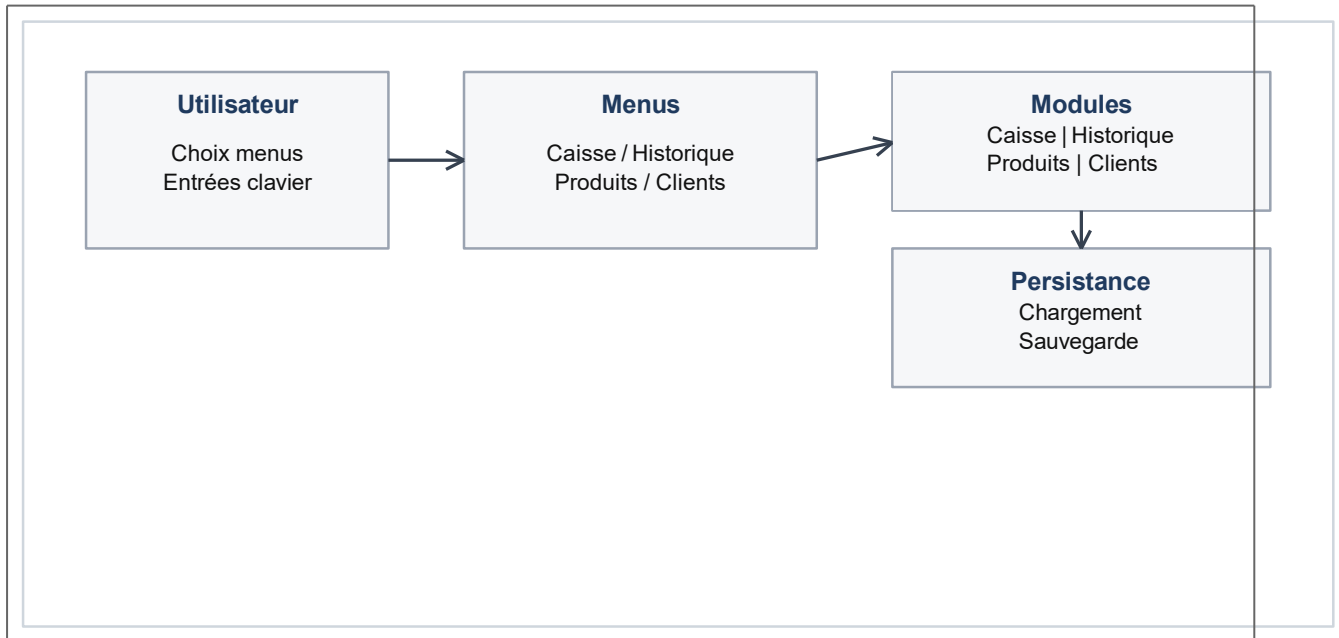 Utilisateur
Choix menus
Entrées clavier
Menus
Caisse / Historique
Produits / Clients
Modules
Caisse | Historique
Produits | Clients
Persistance
Chargement
Sauvegarde